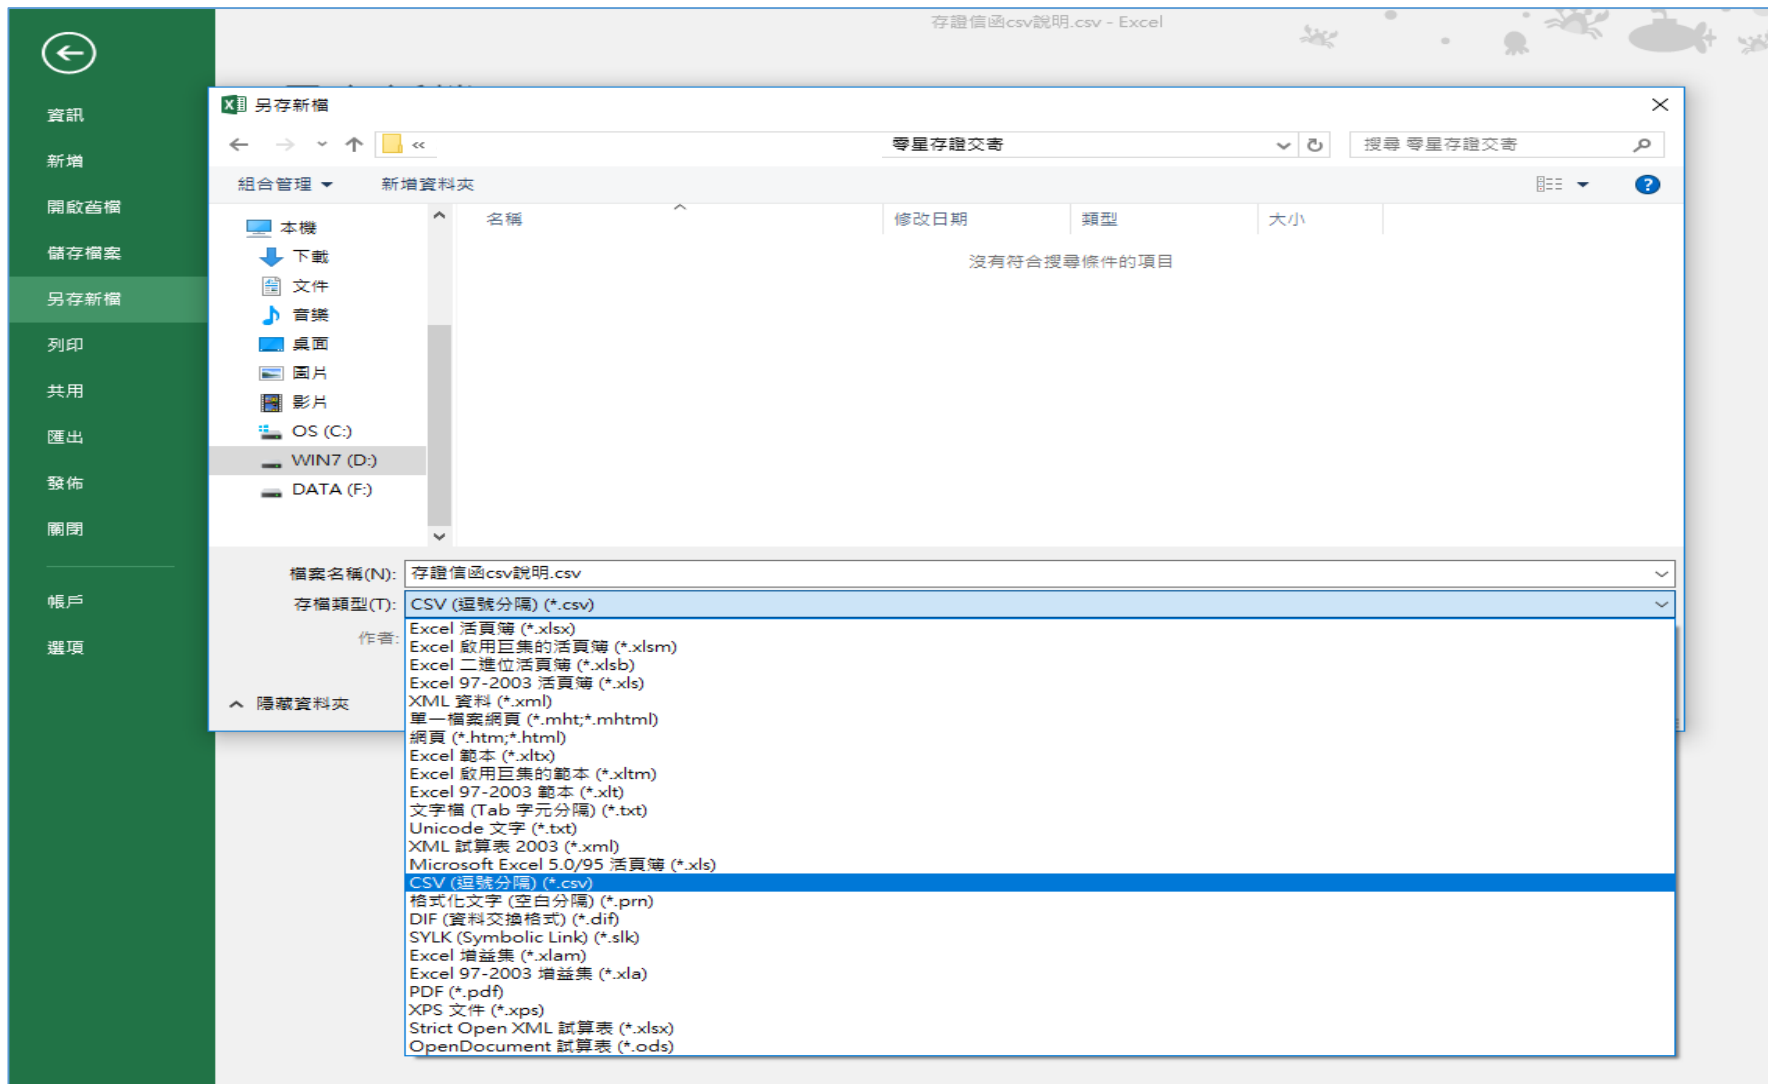 存證信函csv說明.csv - Excel
資訊
新增
開啟舊檔
儲存檔案
另存新檔
列印
共用
匯出
發佈
關閉
帳戶
選項
另存新檔
«
零星存證交寄
搜尋 零星存證交寄
組合管理
新增資料夾
?
本機
下載
文件
音樂
桌面
圖片
影片
OS (C:)
WIN7 (D:)
DATA (F:)
名稱
修改日期
類型
大小
沒有符合搜尋條件的項目
檔案名稱(N): 存證信函csv說明.csv
存檔類型(T): CSV (逗號分隔) (*.csv)
作者:
隱藏資料夾
Excel 活頁簿 (*.xlsx)
Excel 啟用巨集的活頁簿 (*.xlsm)
Excel 二進位活頁簿 (*.xlsb)
Excel 97-2003 活頁簿 (*.xls)
XML 資料 (*.xml)
單一檔案網頁 (*.mht;*.mhtml)
網頁 (*.htm;*.html)
Excel 範本 (*.xltx)
Excel 啟用巨集的範本 (*.xltm)
Excel 97-2003 範本 (*.xlt)
文字檔 (Tab 字元分隔) (*.txt)
Unicode 文字 (*.txt)
XML 試算表 2003 (*.xml)
Microsoft Excel 5.0/95 活頁簿 (*.xls)
CSV (逗號分隔) (*.csv)
格式化文字 (空白分隔) (*.prn)
DIF (資料交換格式) (*.dif)
SYLK (Symbolic Link) (*.slk)
Excel 增益集 (*.xlam)
Excel 97-2003 增益集 (*.xla)
PDF (*.pdf)
XPS 文件 (*.xps)
Strict Open XML 試算表 (*.xlsx)
OpenDocument 試算表 (*.ods)